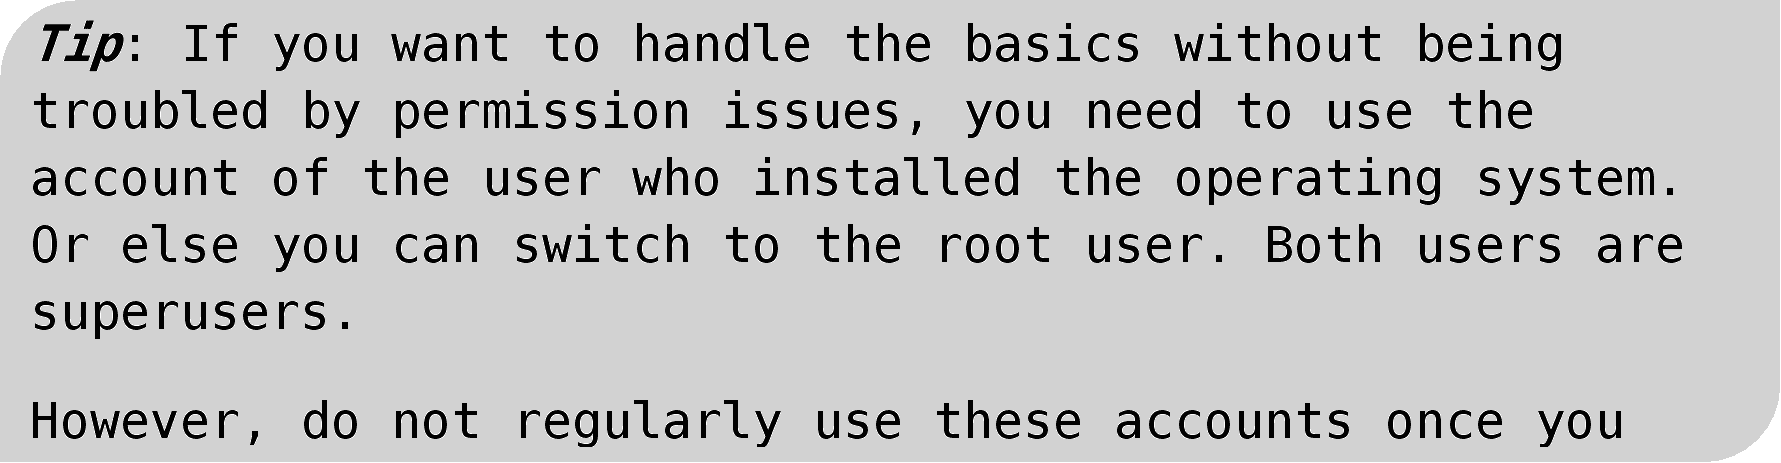 Tip: If you want to handle the basics without being
troubled by permission issues, you need to use the
account of the user who installed the operating system.
Or else you can switch to the root user. Both users are
superusers.
However, do not regularly use these accounts once you